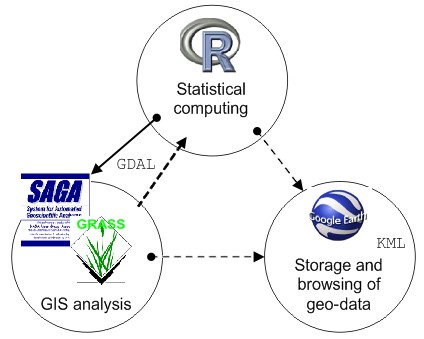 R
Statistical
computing
GDAL
SAGA
System for Automated
Geoscientific Analyses
GRASS
GIS analysis
Google Earth
KML
Storage and
browsing of
geo-data